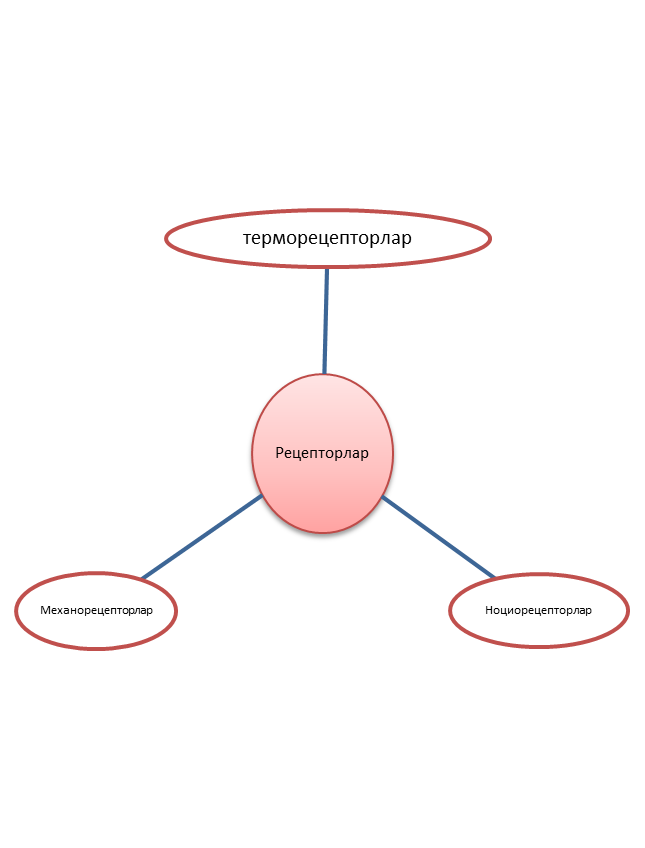 терморецепторлар
Рецепторлар
Механорецепторлар
Ноциорецепторлар